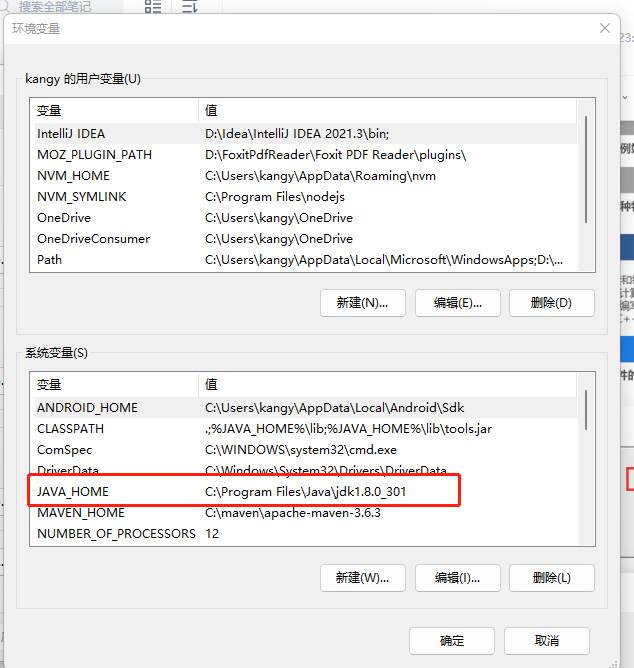 搜索全部笔记
环境变量
kangy 的用户变量(U)
变量 值
IntelliJ IDEA D:\Idea\IntelliJ IDEA 2021.3\bin;
MOZ_PLUGIN_PATH D:\FoxitPdfReader\Foxit PDF Reader\plugins\
NVM_HOME C:\Users\kangy\AppData\Roaming\nvm
NVM_SYMLINK C:\Program Files\nodejs
OneDrive C:\Users\kangy\OneDrive
OneDriveConsumer C:\Users\kangy\OneDrive
Path C:\Users\kangy\AppData\Local\Microsoft\WindowsApps;D:\...
新建(N)... 编辑(E)... 删除(D)
系统变量(S)
变量 值
ANDROID_HOME C:\Users\kangy\AppData\Local\Android\Sdk
CLASSPATH .;%JAVA_HOME%\lib;%JAVA_HOME%\lib\tools.jar
ComSpec C:\WINDOWS\system32\cmd.exe
DriverData C:\Windows\System32\Drivers\DriverData
JAVA_HOME C:\Program Files\Java\jdk1.8.0_301
MAVEN_HOME C:\maven\apache-maven-3.6.3
NUMBER_OF_PROCESSORS 12
新建(W)... 编辑(I)... 删除(L)
确定 取消